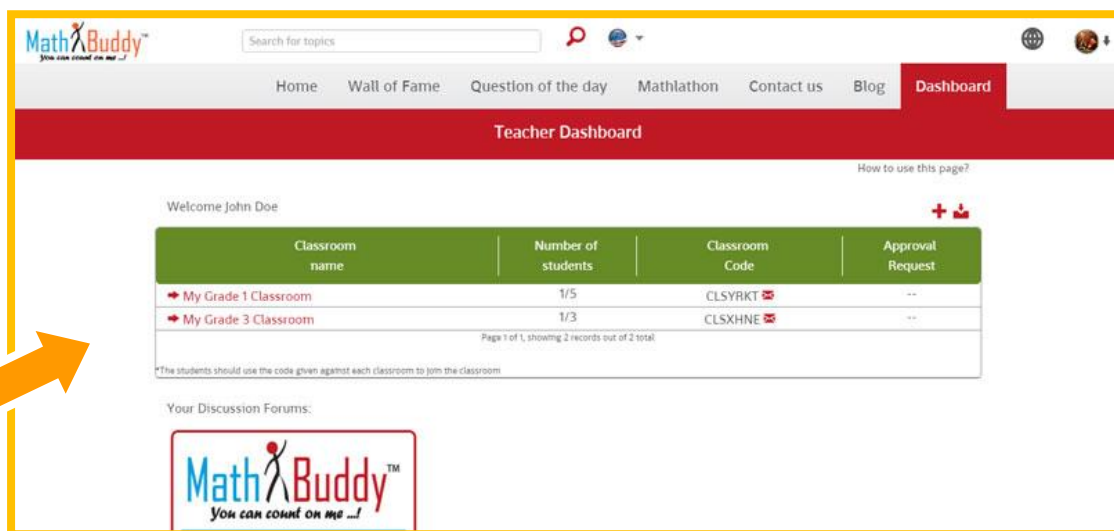 MathBuddy™
You can count on me ...!
Search for topics
Home Wall of Fame Question of the day Mathlathon Contact us Blog Dashboard
Teacher Dashboard
How to use this page?
Welcome John Doe
Classroom name Number of students Classroom Code Approval Request
My Grade 1 Classroom 1/5 CLSYRKT --
My Grade 3 Classroom 1/3 CLSXHNE --
Page 1 of 1, showing 2 records out of 2 total
*The students should use the code given against each classroom to join the classroom
Your Discussion Forums:
MathBuddy™
You can count on me ...!